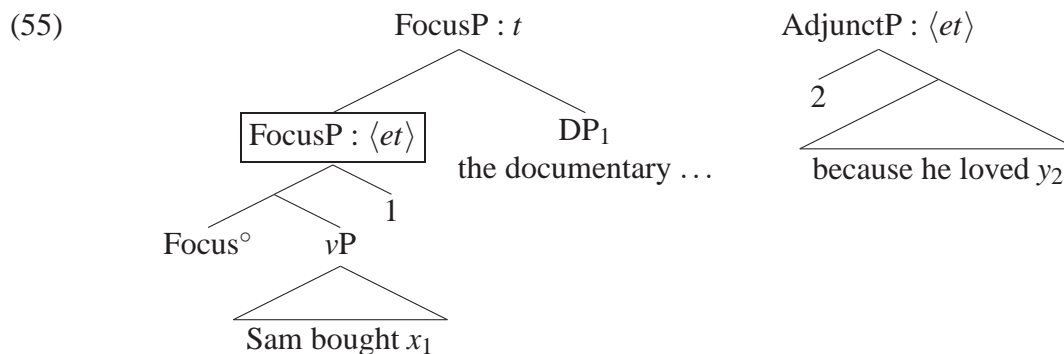 (55) FocusP : t AdjunctP : ⟨et⟩
FocusP : ⟨et⟩ DP₁ 2
the documentary … because he loved y₂
1
Focus° vP
Sam bought x₁